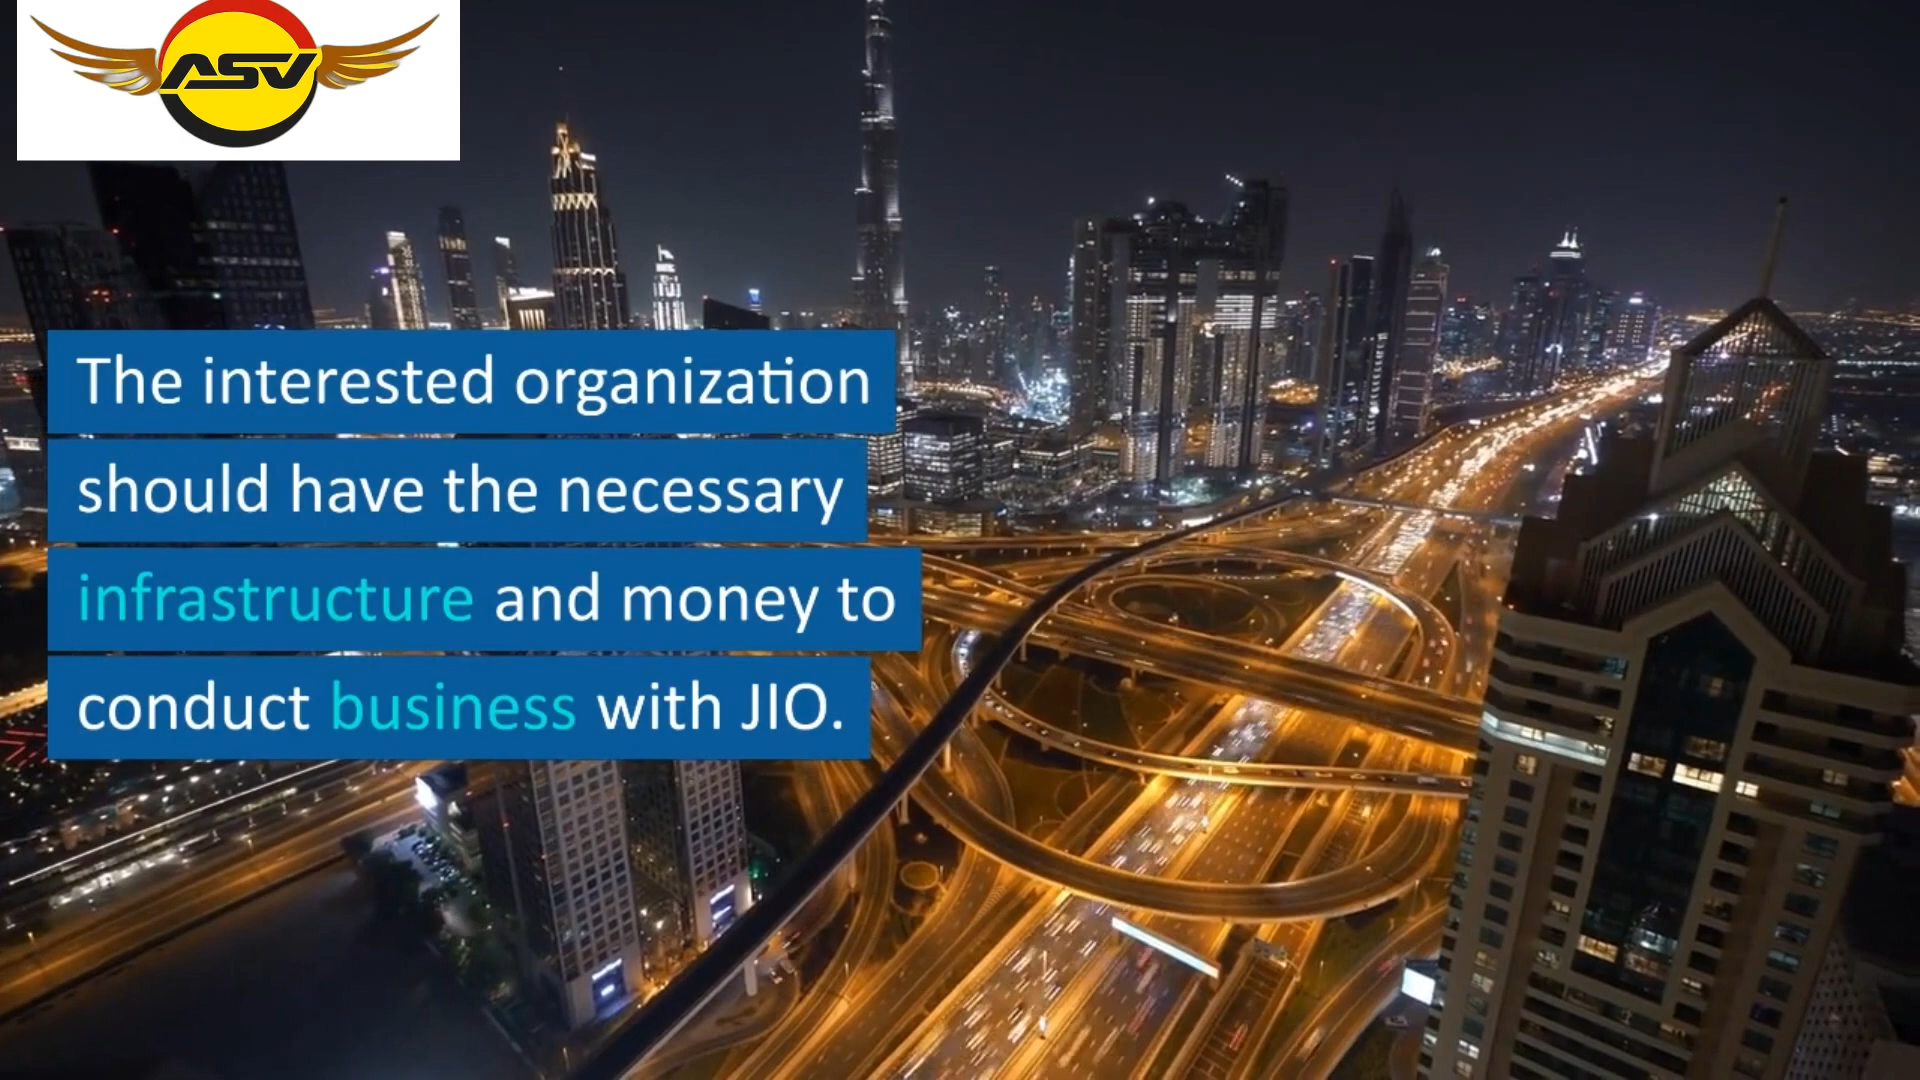 ASV
The interested organization
should have the necessary
infrastructure and money to
conduct business with JIO.